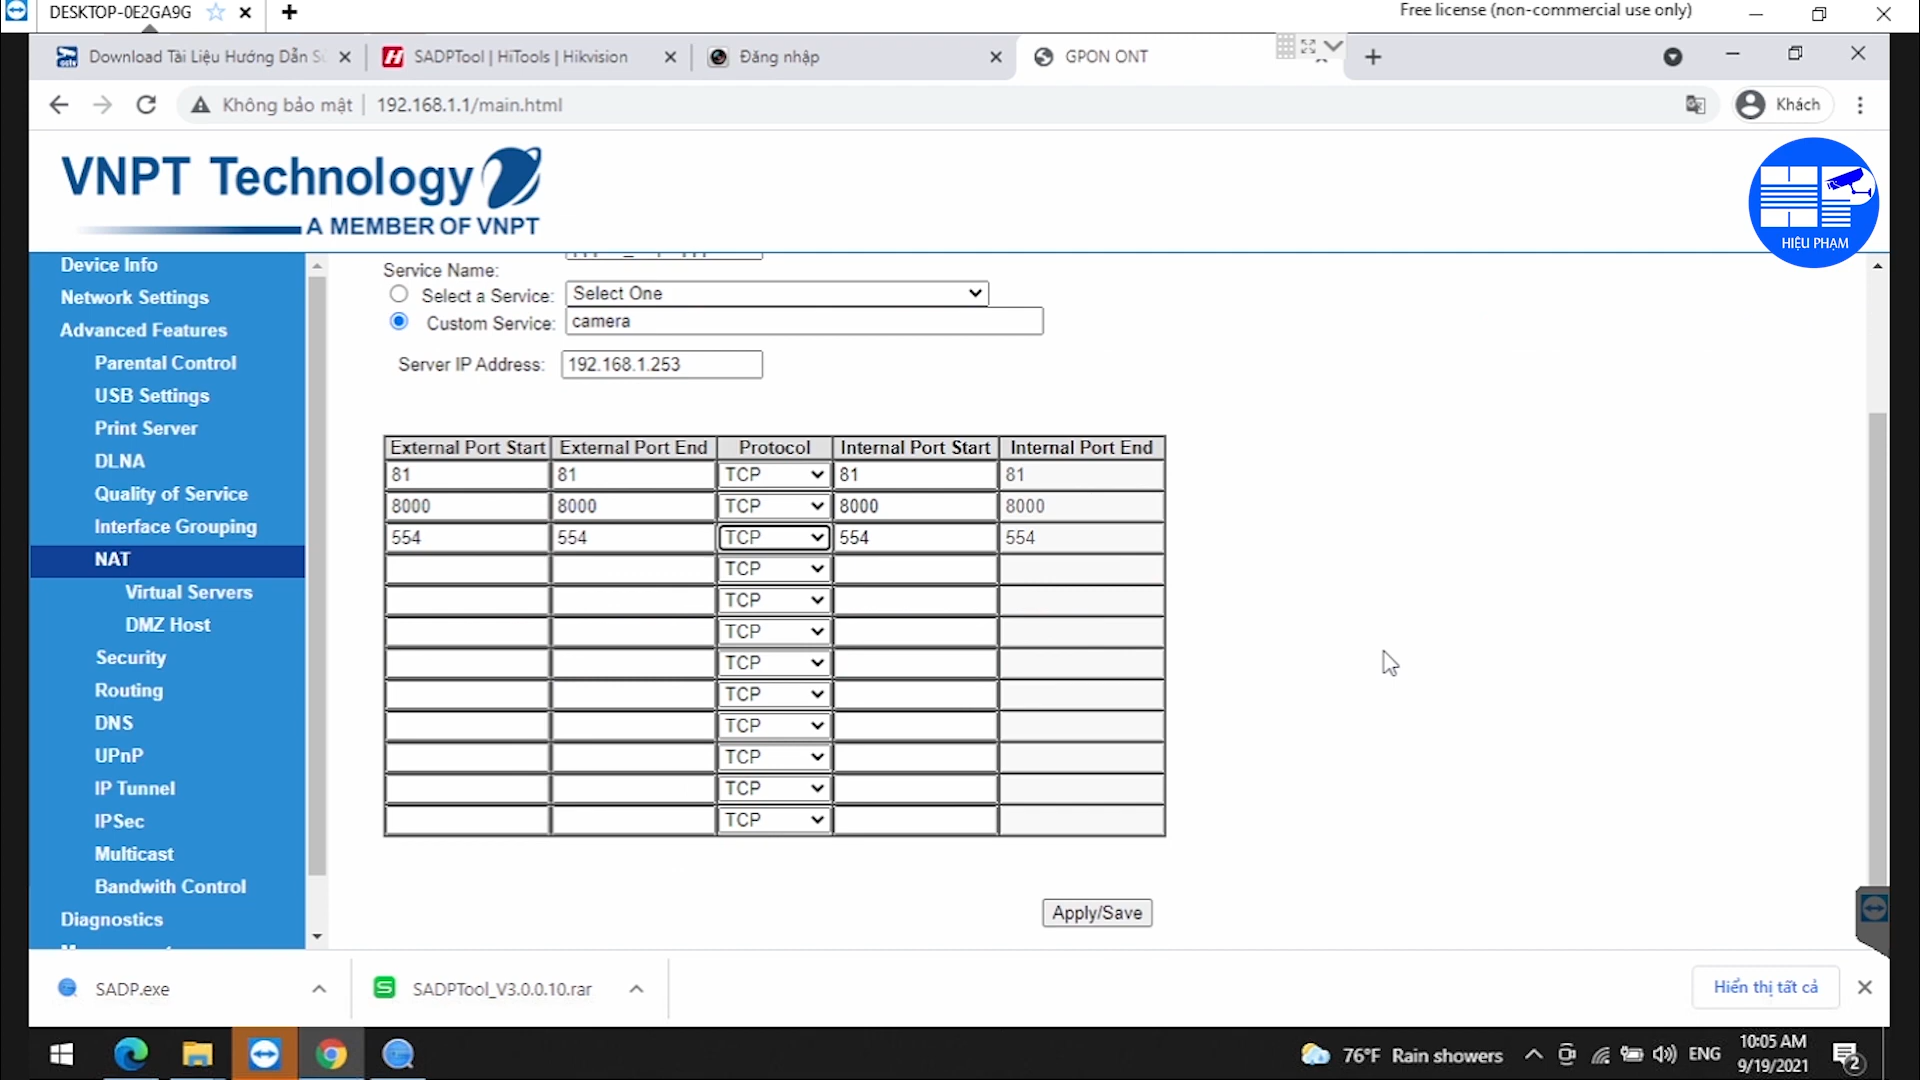 DESKTOP-0E2GA9G
Free license (non-commercial use only)
Download Tài Liệu Hướng Dẫn Sử
SADPTool | HiTools | Hikvision
Đăng nhập
GPON ONT
Không bảo mật
192.168.1.1/main.html
Khách
VNPT Technology
A MEMBER OF VNPT
HIỆU PHẠM
Device Info
Network Settings
Advanced Features
Parental Control
USB Settings
Print Server
DLNA
Quality of Service
Interface Grouping
NAT
Virtual Servers
DMZ Host
Security
Routing
DNS
UPnP
IP Tunnel
IPSec
Multicast
Bandwith Control
Diagnostics
Service Name:
Select a Service: Select One
Custom Service: camera
Server IP Address: 192.168.1.253
External Port Start External Port End Protocol Internal Port Start Internal Port End
81 81 TCP 81 81
8000 8000 TCP 8000 8000
554 554 TCP 554 554
TCP
TCP
TCP
TCP
TCP
TCP
TCP
TCP
TCP
Apply/Save
SADP.exe
SADPTool_V3.0.0.10.rar
Hiển thị tất cả
76°F Rain showers
ENG
10:05 AM
9/19/2021
2